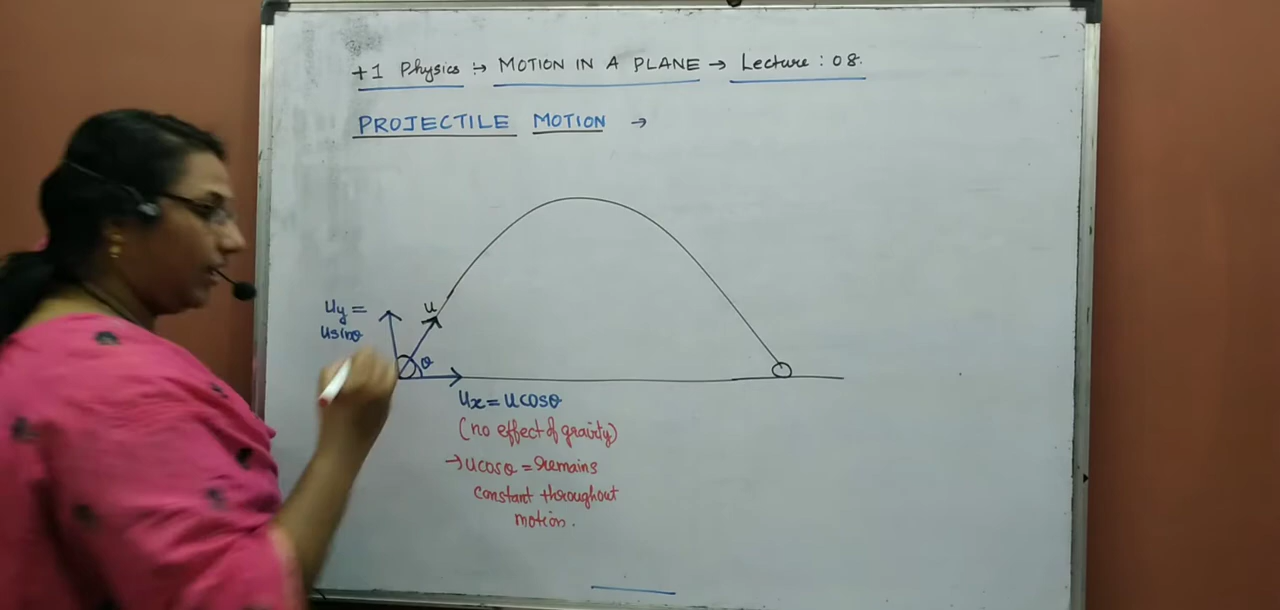 +1 Physics :→ MOTION IN A PLANE → Lecture : 08.
PROJECTILE MOTION →
uy =
usinθ
u
θ
ux = ucosθ
(no effect of gravity)
→ ucosθ = remains
constant throughout
motion.